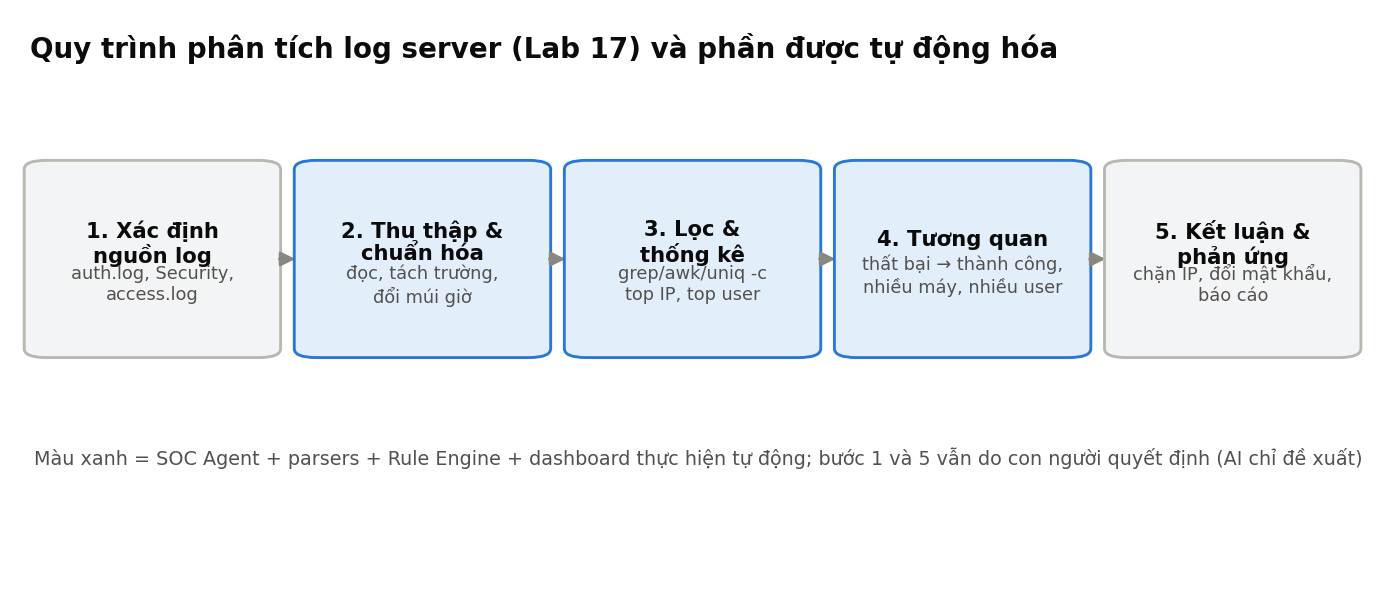 Quy trình phân tích log server (Lab 17) và phần được tự động hóa
1. Xác định
nguồn log
auth.log, Security,
access.log
2. Thu thập &
chuẩn hóa
đọc, tách trường,
đổi múi giờ
3. Lọc &
thống kê
grep/awk/uniq -c
top IP, top user
4. Tương quan
thất bại → thành công,
nhiều máy, nhiều user
5. Kết luận &
phản ứng
chặn IP, đổi mật khẩu,
báo cáo
Màu xanh = SOC Agent + parsers + Rule Engine + dashboard thực hiện tự động; bước 1 và 5 vẫn do con người quyết định (AI chỉ đề xuất)